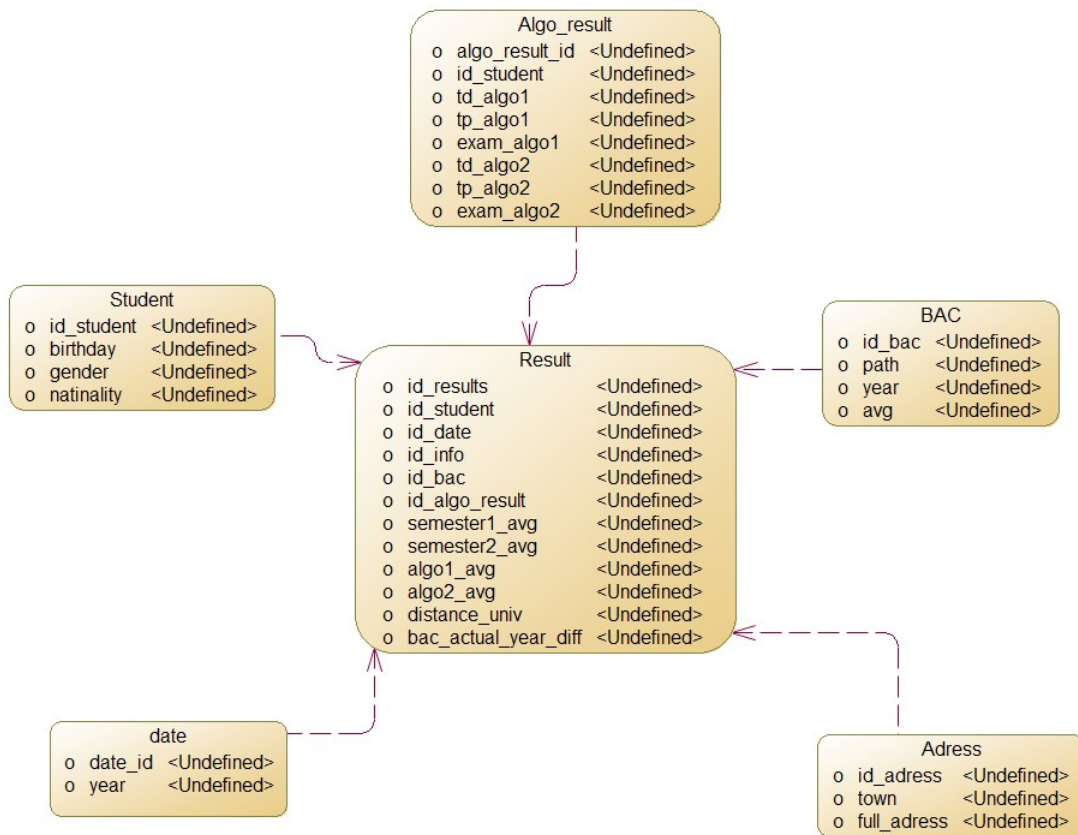 Algo_result
o algo_result_id <Undefined>
o id_student <Undefined>
o td_algo1 <Undefined>
o tp_algo1 <Undefined>
o exam_algo1 <Undefined>
o td_algo2 <Undefined>
o tp_algo2 <Undefined>
o exam_algo2 <Undefined>
Student
o id_student <Undefined>
o birthday <Undefined>
o gender <Undefined>
o natinality <Undefined>
BAC
o id_bac <Undefined>
o path <Undefined>
o year <Undefined>
o avg <Undefined>
Result
o id_results <Undefined>
o id_student <Undefined>
o id_date <Undefined>
o id_info <Undefined>
o id_bac <Undefined>
o id_algo_result <Undefined>
o semester1_avg <Undefined>
o semester2_avg <Undefined>
o algo1_avg <Undefined>
o algo2_avg <Undefined>
o distance_univ <Undefined>
o bac_actual_year_diff <Undefined>
date
o date_id <Undefined>
o year <Undefined>
Adress
o id_adress <Undefined>
o town <Undefined>
o full_adress <Undefined>